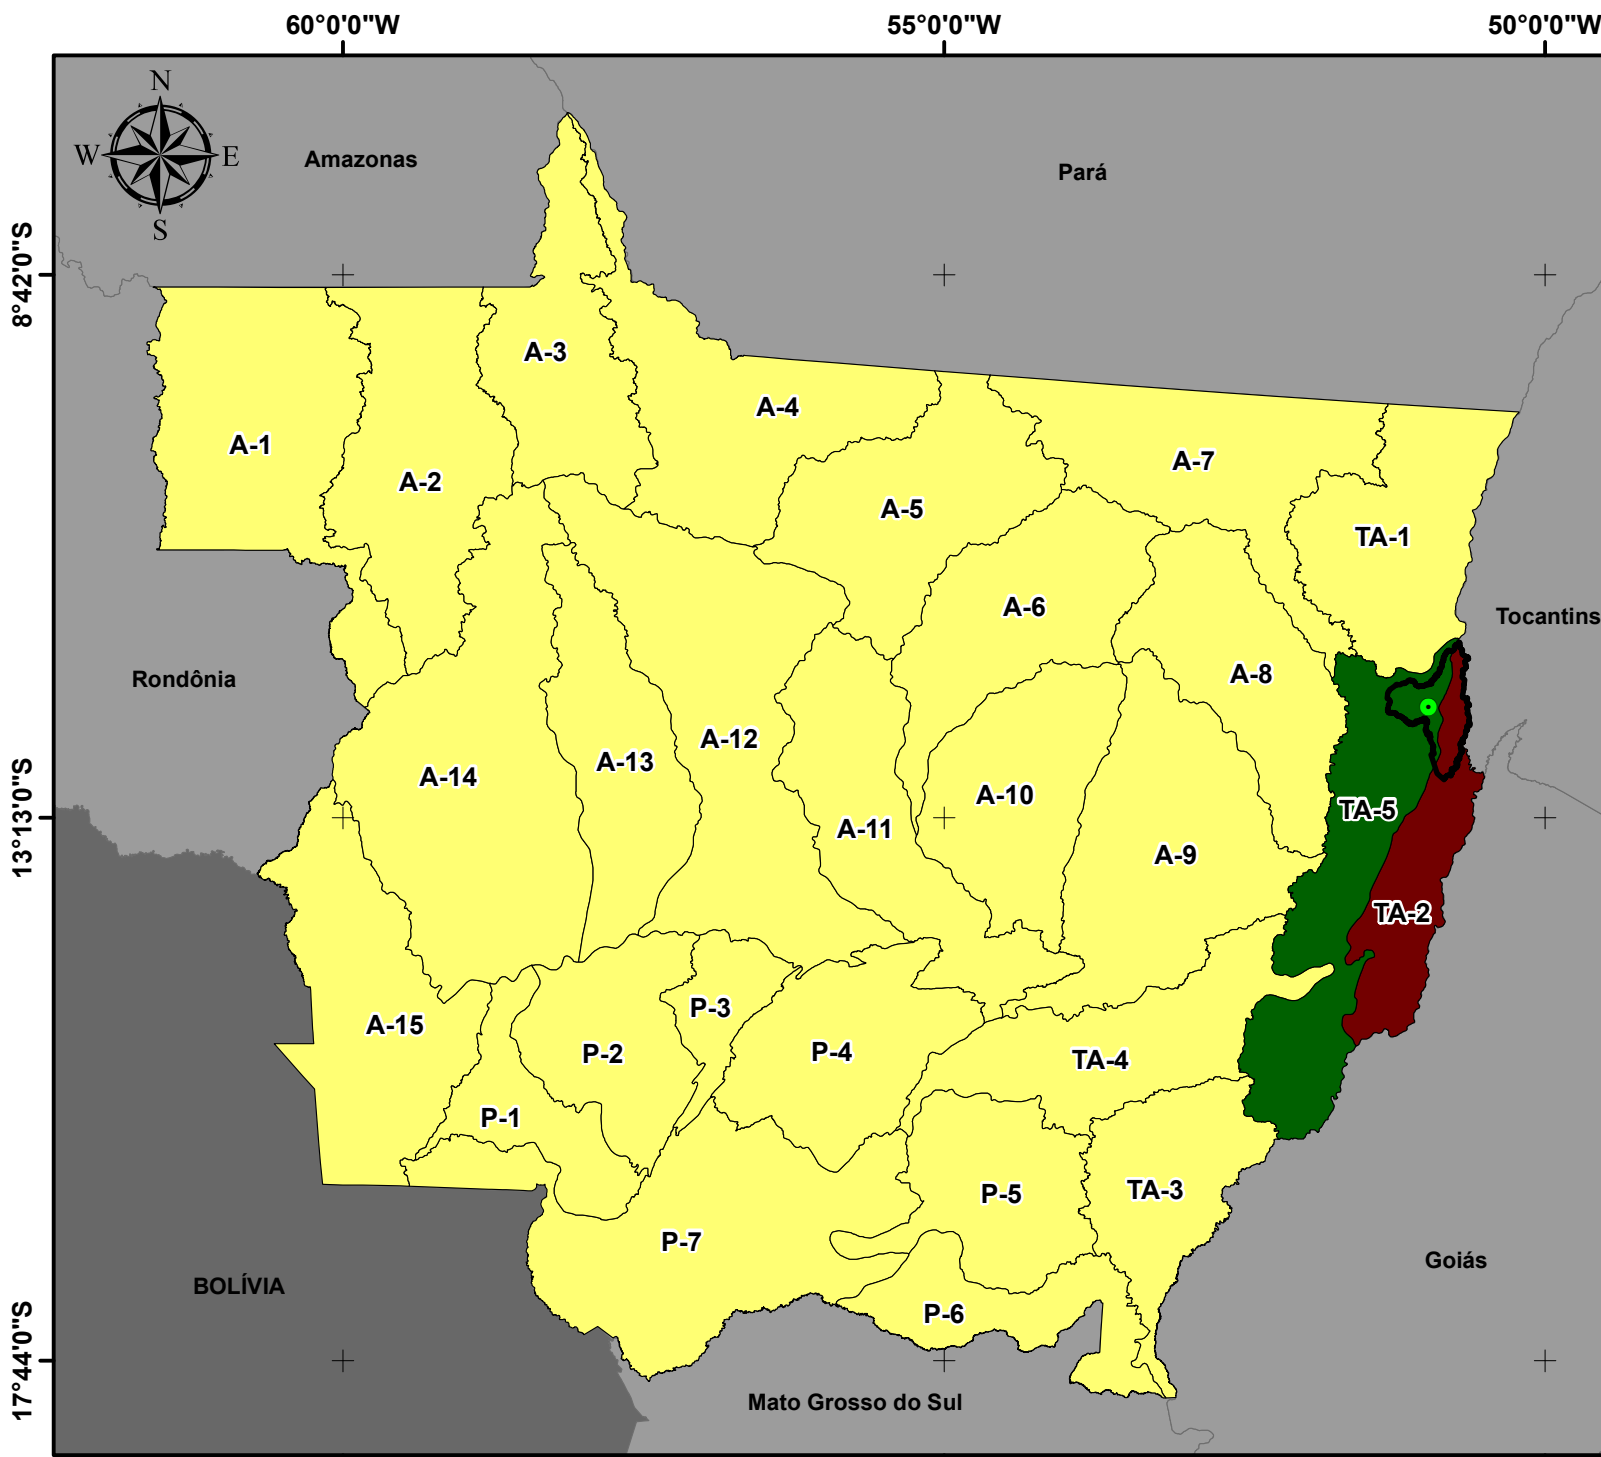 60°0'0"W
55°0'0"W
50°0'0"W
N
W
E
S
Amazonas
Pará
8°42'0"S
A-3
A-4
A-1
A-7
A-2
A-5
TA-1
A-6
Tocantins
Rondônia
A-8
A-12
A-13
A-14
A-10
TA-5
13°13'0"S
A-11
A-9
TA-2
P-3
A-15
P-2
P-4
TA-4
P-1
P-5
TA-3
P-7
Goiás
BOLÍVIA
P-6
17°44'0"S
Mato Grosso do Sul